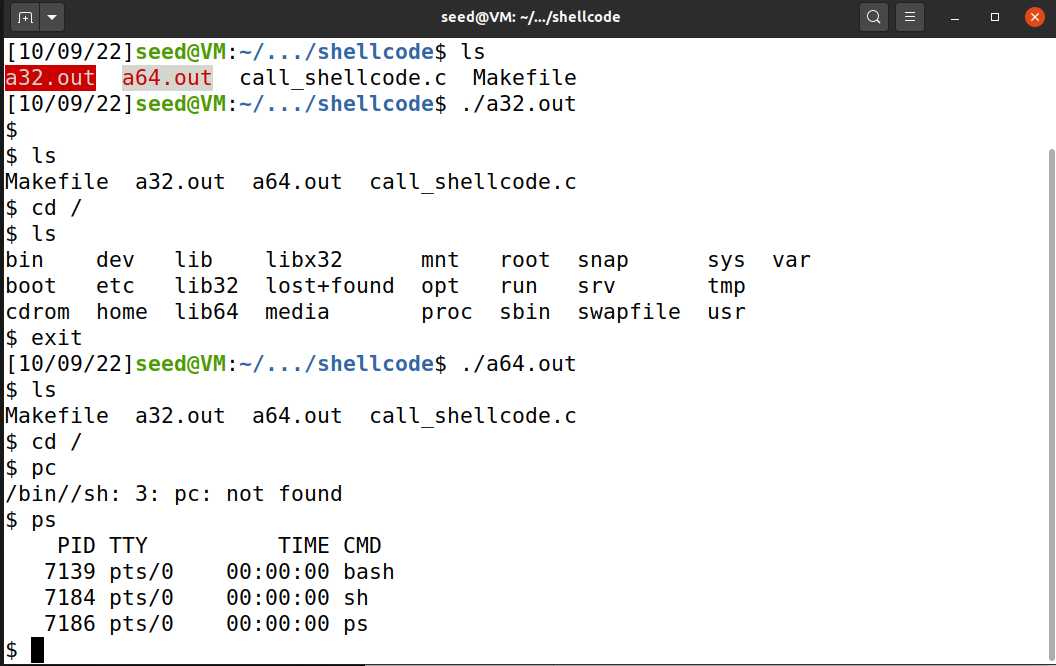 seed@VM: ~/.../shellcode
[10/09/22]seed@VM:~/.../shellcode$ ls
a32.out  a64.out  call_shellcode.c  Makefile
[10/09/22]seed@VM:~/.../shellcode$ ./a32.out
$
$ ls
Makefile  a32.out  a64.out  call_shellcode.c
$ cd /
$ ls
bin    dev   lib    libx32      mnt   root  snap      sys  var
boot   etc   lib32  lost+found  opt   run   srv       tmp
cdrom  home  lib64  media       proc  sbin  swapfile  usr
$ exit
[10/09/22]seed@VM:~/.../shellcode$ ./a64.out
$ ls
Makefile  a32.out  a64.out  call_shellcode.c
$ cd /
$ pc
/bin//sh: 3: pc: not found
$ ps
    PID TTY          TIME CMD
   7139 pts/0    00:00:00 bash
   7184 pts/0    00:00:00 sh
   7186 pts/0    00:00:00 ps
$